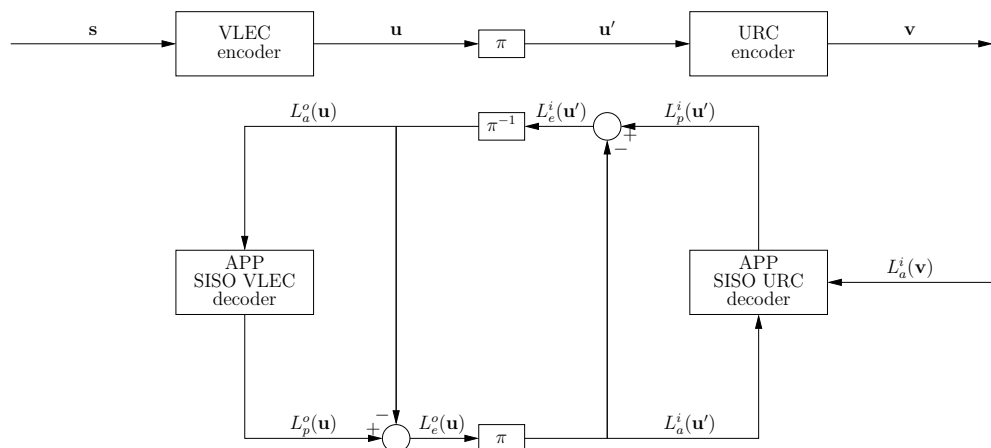 s
VLEC
encoder
u
π
u′
URC
encoder
v
L_a^o(u)
π⁻¹
L_e^i(u′)
L_p^i(u′)
+
−
APP
SISO VLEC
decoder
APP
SISO URC
decoder
L_a^i(v)
L_p^o(u)
−
+
L_e^o(u)
π
L_a^i(u′)